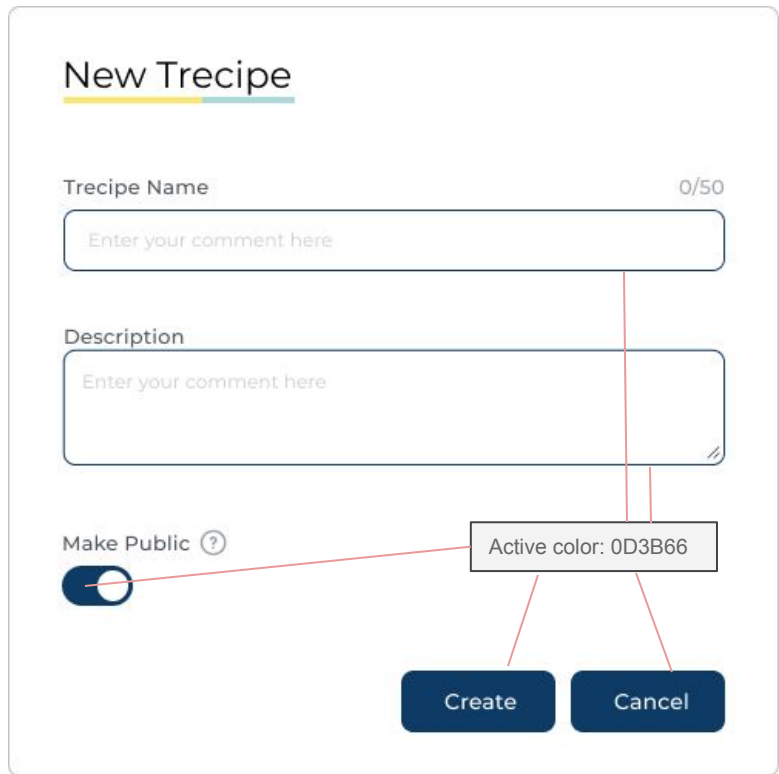 New Trecipe
Trecipe Name 0/50
Enter your comment here
Description
Enter your comment here
Make Public ?
Active color: 0D3B66
Create Cancel